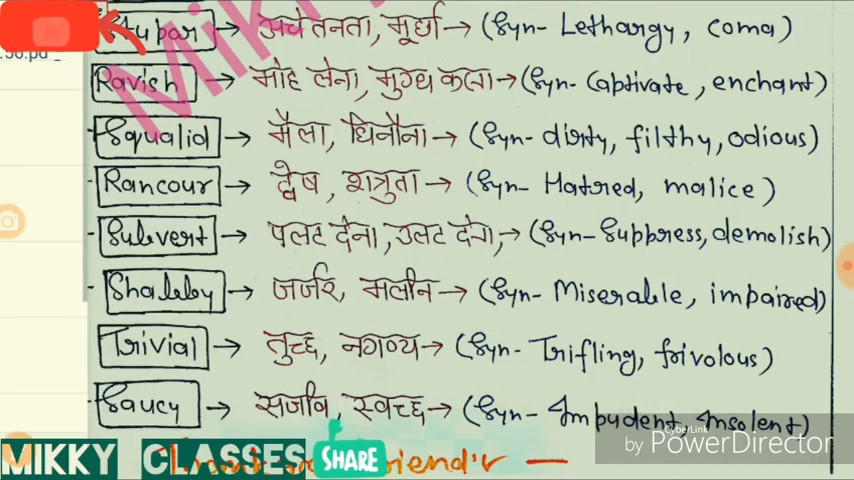 Stupar → अचेतनता, मूर्छा → (Syn- Lethargy, coma)
Ravish → मोह लेना, मुग्ध करना → (Syn- Captivate, enchant)
Squalid → मैला, घिनौना → (Syn- dirty, filthy, odious)
Rancour → द्वेष, शत्रुता → (Syn- Hatred, malice)
Subvert → पलट देना, उलट देना, → (Syn- Suppress, demolish)
Shabby → जर्जर, मलीन → (Syn- Miserable, impaired)
Trivial → तुच्छ, नगण्य → (Syn- Trifling, frivolous)
Saucy → सजीव, स्वच्छ → (Syn- Impudent, Insolent)
CyberLink
by PowerDirector
MIKKY CLASSES SHARE